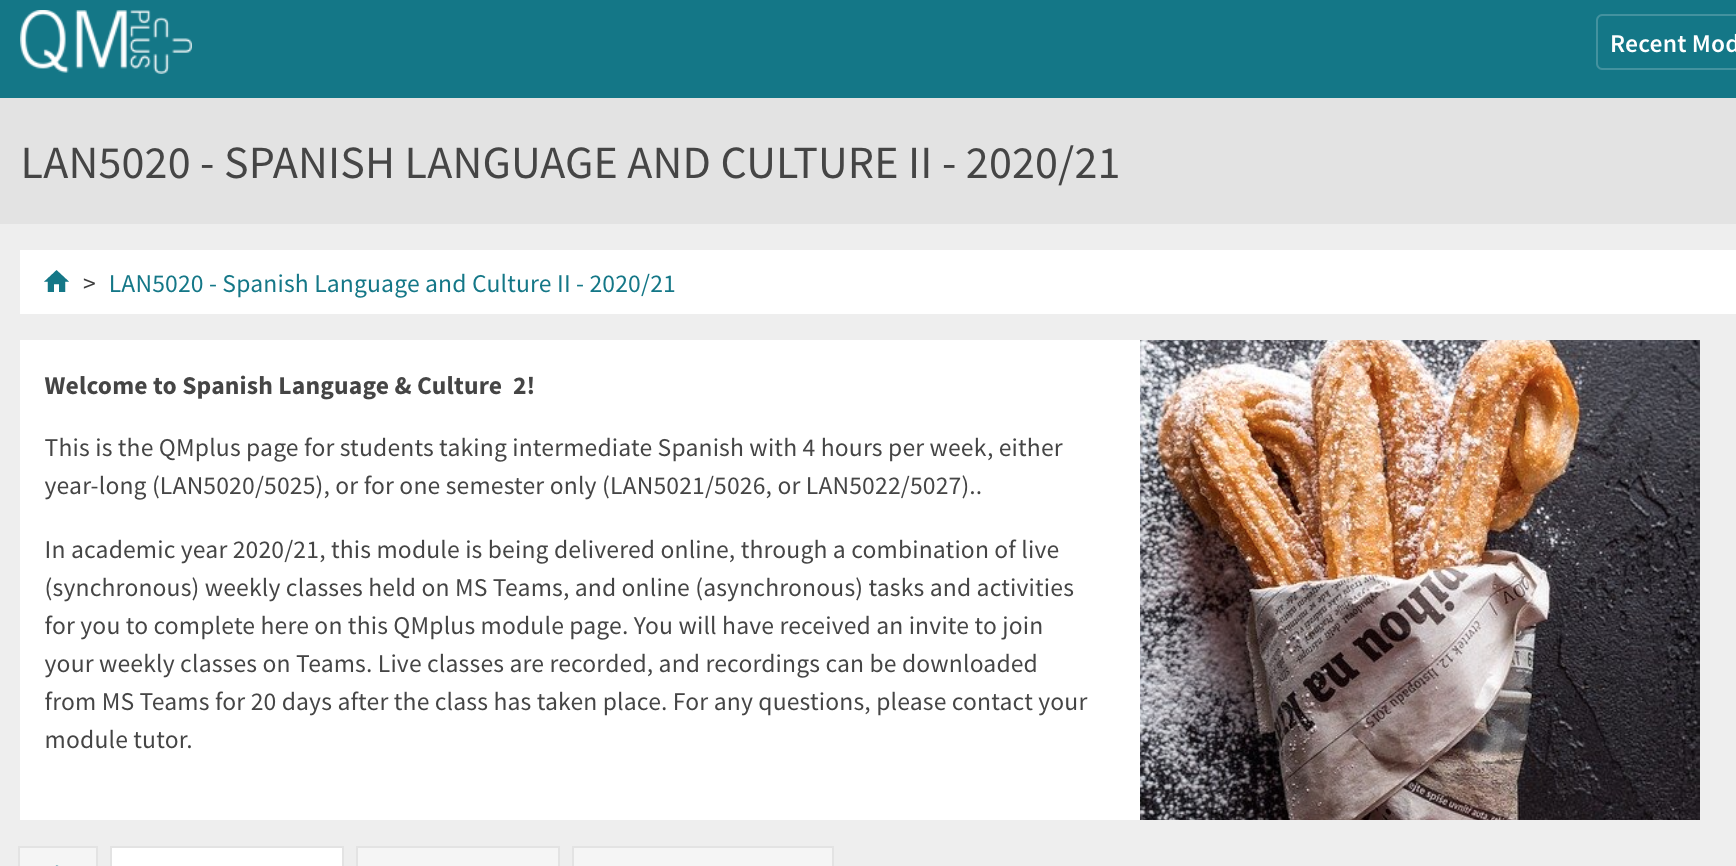 QM PLUS
Recent Mod
LAN5020 - SPANISH LANGUAGE AND CULTURE II - 2020/21
> LAN5020 - Spanish Language and Culture II - 2020/21
Welcome to Spanish Language & Culture 2!
This is the QMplus page for students taking intermediate Spanish with 4 hours per week, either
year-long (LAN5020/5025), or for one semester only (LAN5021/5026, or LAN5022/5027)..
In academic year 2020/21, this module is being delivered online, through a combination of live
(synchronous) weekly classes held on MS Teams, and online (asynchronous) tasks and activities
for you to complete here on this QMplus module page. You will have received an invite to join
your weekly classes on Teams. Live classes are recorded, and recordings can be downloaded
from MS Teams for 20 days after the class has taken place. For any questions, please contact your
module tutor.
pihou na k
listopadu 2015